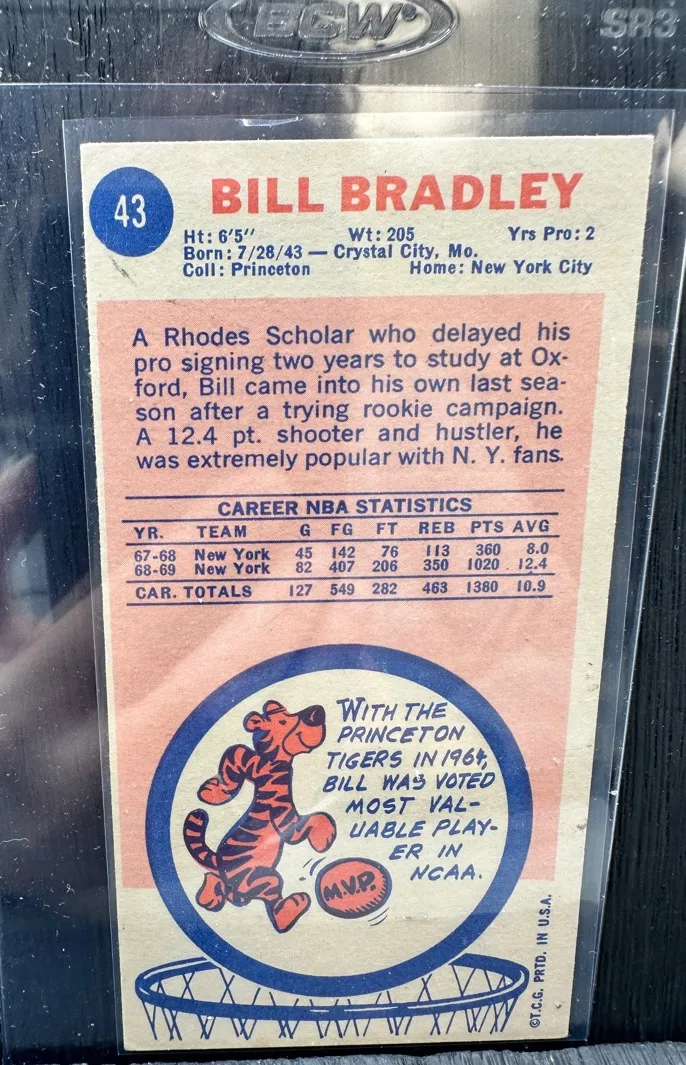 BCW
SR3
43
BILL BRADLEY
Ht: 6'5" Wt: 205 Yrs Pro: 2
Born: 7/28/43 — Crystal City, Mo.
Coll: Princeton Home: New York City
A Rhodes Scholar who delayed his
pro signing two years to study at Ox-
ford, Bill came into his own last sea-
son after a trying rookie campaign.
A 12.4 pt. shooter and hustler, he
was extremely popular with N. Y. fans.
CAREER NBA STATISTICS
YR. TEAM G FG FT REB PTS AVG
67-68 New York 45 142 76 113 360 8.0
68-69 New York 82 407 206 350 1020 12.4
CAR. TOTALS 127 549 282 463 1380 10.9
WITH THE
PRINCETON
TIGERS IN 1964,
BILL WAS VOTED
MOST VAL-
UABLE PLAY-
ER IN
NCAA.
M.V.P.
©T.C.G. PRTD. IN U.S.A.